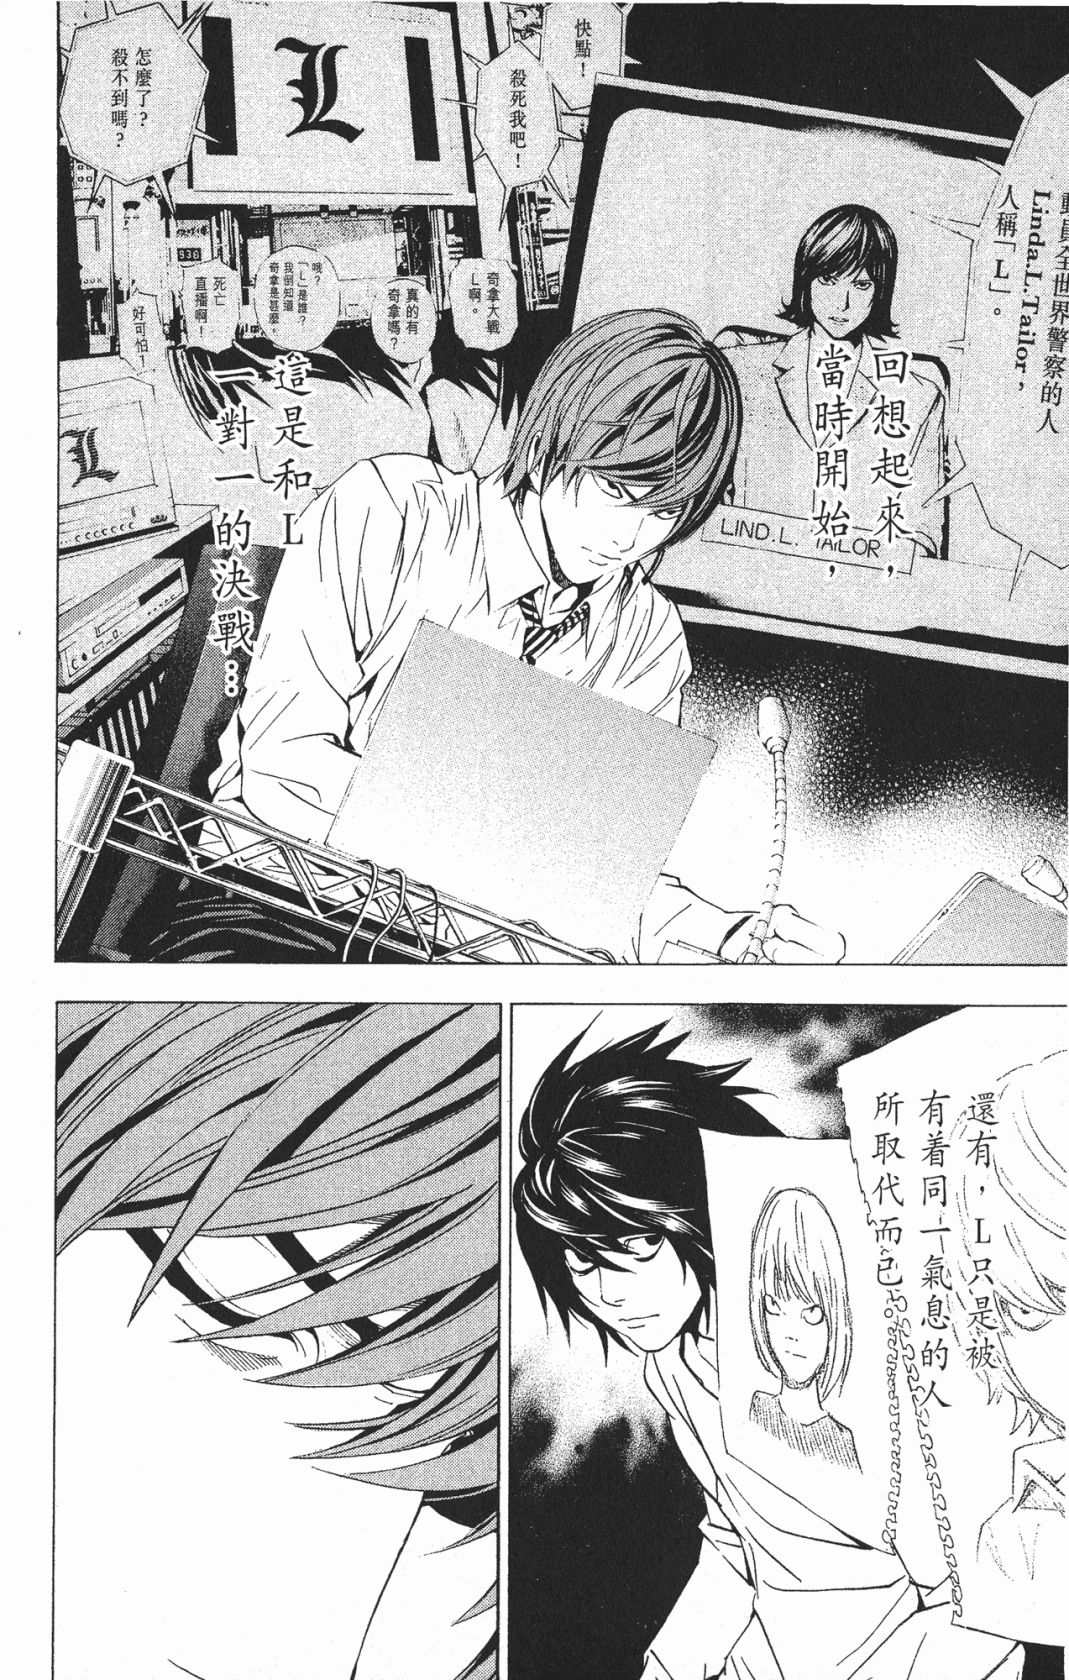 動員全世界警察的人
Linda.L.Tailor，
人稱「L」。
快點！
殺死我吧！
L
怎麼了？
殺不到嗎？
回想起來，
當時開始，
LIND.L. TAILOR
奇拿大戰
L啊。
真的有
奇拿嗎？
哦？
「L」是誰？
我倒知道
奇拿是甚麼。
死亡
直播啊！
好可怕！
L
這是和L
一對一的決戰…
還有，L只是被
有着同一氣息的人
所取代而已。